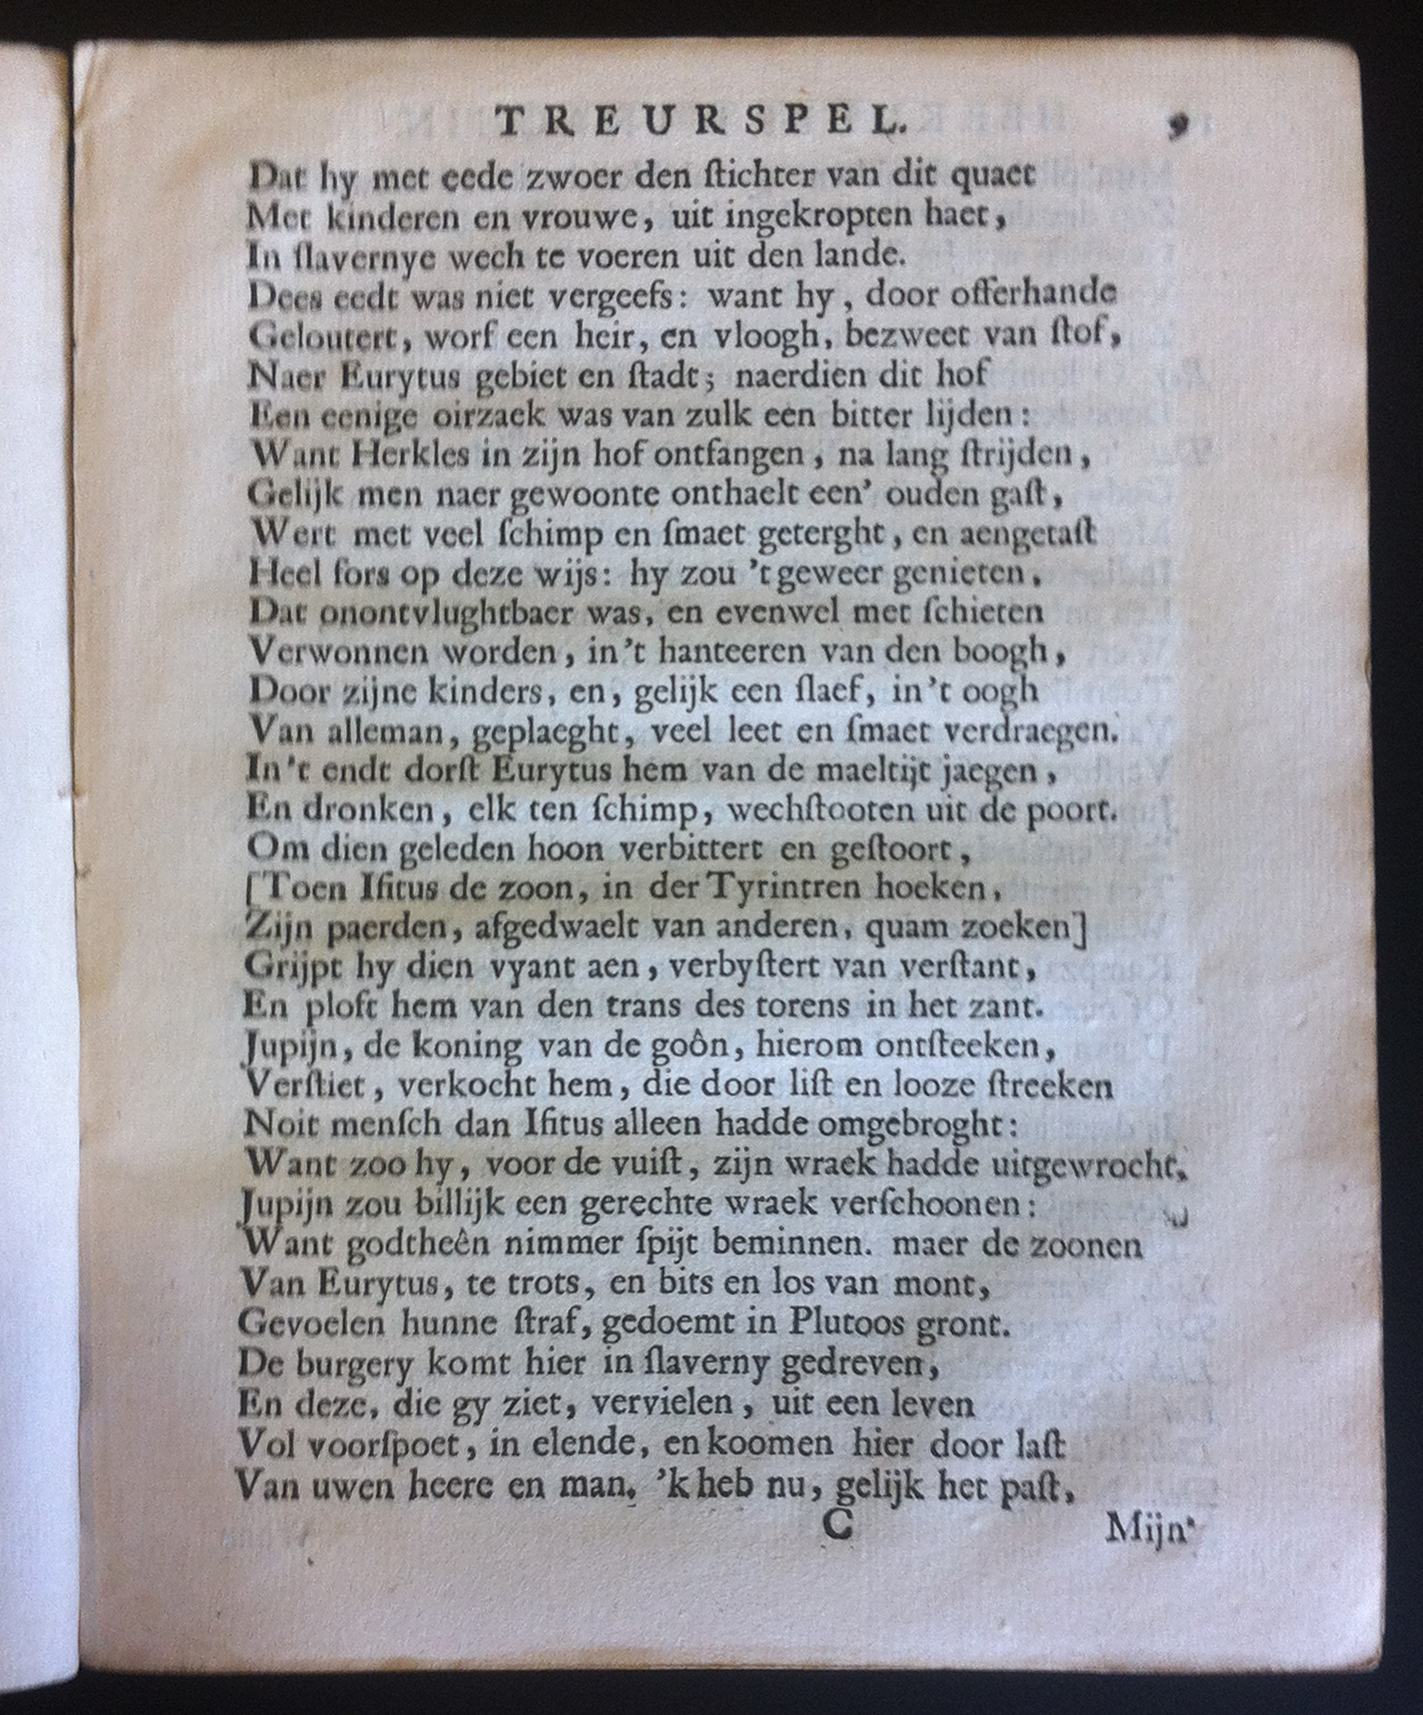 TREURSPEL. 9
Dat hy met eede zwoer den ſtichter van dit quaet
Met kinderen en vrouwe, uit ingekropten haet,
In ſlavernye wech te voeren uit den lande.
Dees eedt was niet vergeefs: want hy, door offerhande
Geloutert, worf een heir, en vloogh, bezweet van ſtof,
Naer Eurytus gebiet en ſtadt; naerdien dit hof
Een eenige oirzaek was van zulk een bitter lijden:
Want Herkles in zijn hof ontfangen, na lang ſtrijden,
Gelijk men naer gewoonte onthaelt een' ouden gaſt,
Wert met veel ſchimp en ſmaet geterght, en aengetaſt
Heel fors op deze wijs: hy zou 't geweer genieten,
Dat onontvlughtbaer was, en evenwel met ſchieten
Verwonnen worden, in't hanteeren van den boogh,
Door zijne kinders, en, gelijk een ſlaef, in't oogh
Van alleman, geplaeght, veel leet en ſmaet verdraegen.
In't endt dorſt Eurytus hem van de maeltijt jaegen,
En dronken, elk ten ſchimp, wechſtooten uit de poort.
Om dien geleden hoon verbittert en geſtoort,
[Toen Ifitus de zoon, in der Tyrintren hoeken,
Zijn paerden, afgedwaelt van anderen, quam zoeken]
Grijpt hy dien vyant aen, verbyſtert van verſtant,
En ploft hem van den trans des torens in het zant.
Jupijn, de koning van de goôn, hierom ontſteeken,
Verſtiet, verkocht hem, die door liſt en looze ſtreeken
Noit menſch dan Ifitus alleen hadde omgebroght:
Want zoo hy, voor de vuiſt, zijn wraek hadde uitgewrocht,
Jupijn zou billijk een gerechte wraek verſchoonen:
Want godtheên nimmer ſpijt beminnen. maer de zoonen
Van Eurytus, te trots, en bits en los van mont,
Gevoelen hunne ſtraf, gedoemt in Plutoos gront.
De burgery komt hier in ſlaverny gedreven,
En deze, die gy ziet, vervielen, uit een leven
Vol voorſpoet, in elende, en koomen hier door laſt
Van uwen heere en man. 'k heb nu, gelijk het paſt,
C Mijn'